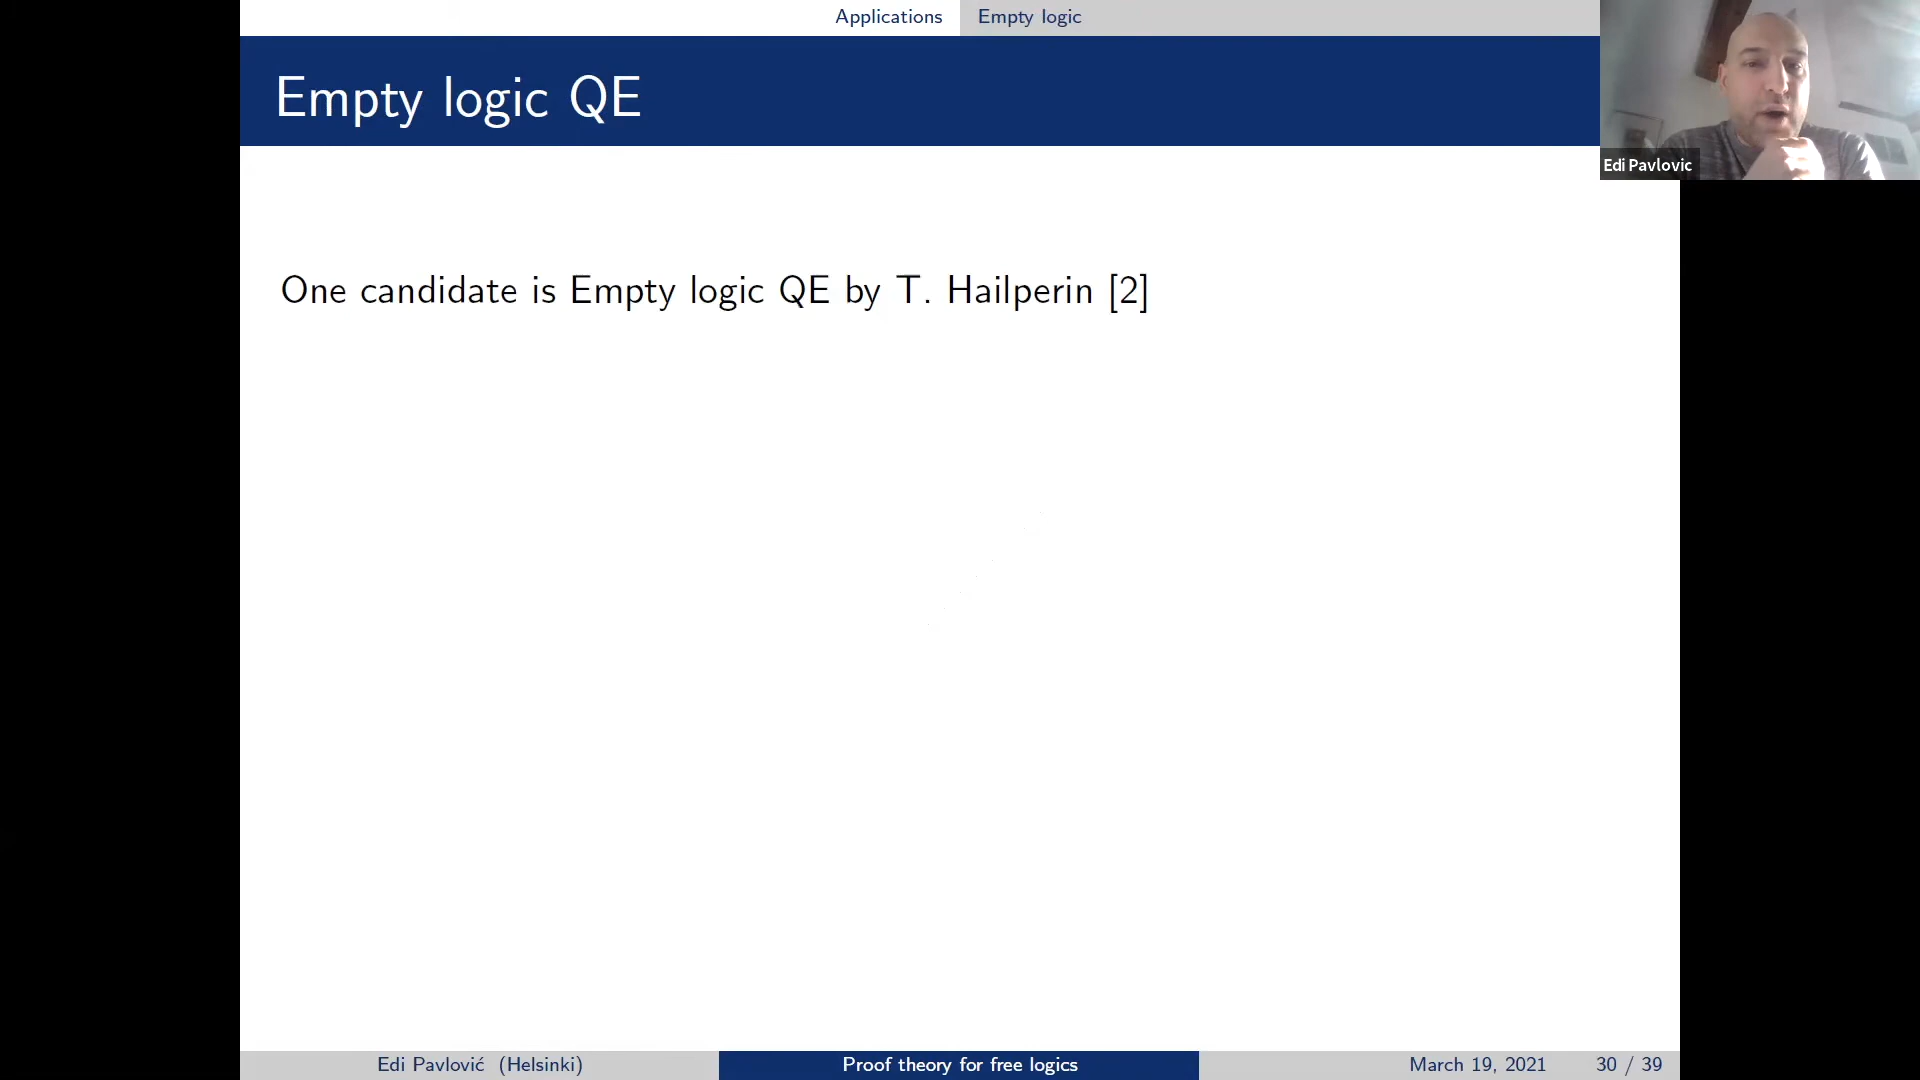 Applications Empty logic
Empty logic QE
Edi Pavlovic
One candidate is Empty logic QE by T. Hailperin [2]
Edi Pavlović (Helsinki) Proof theory for free logics March 19, 2021 30 / 39